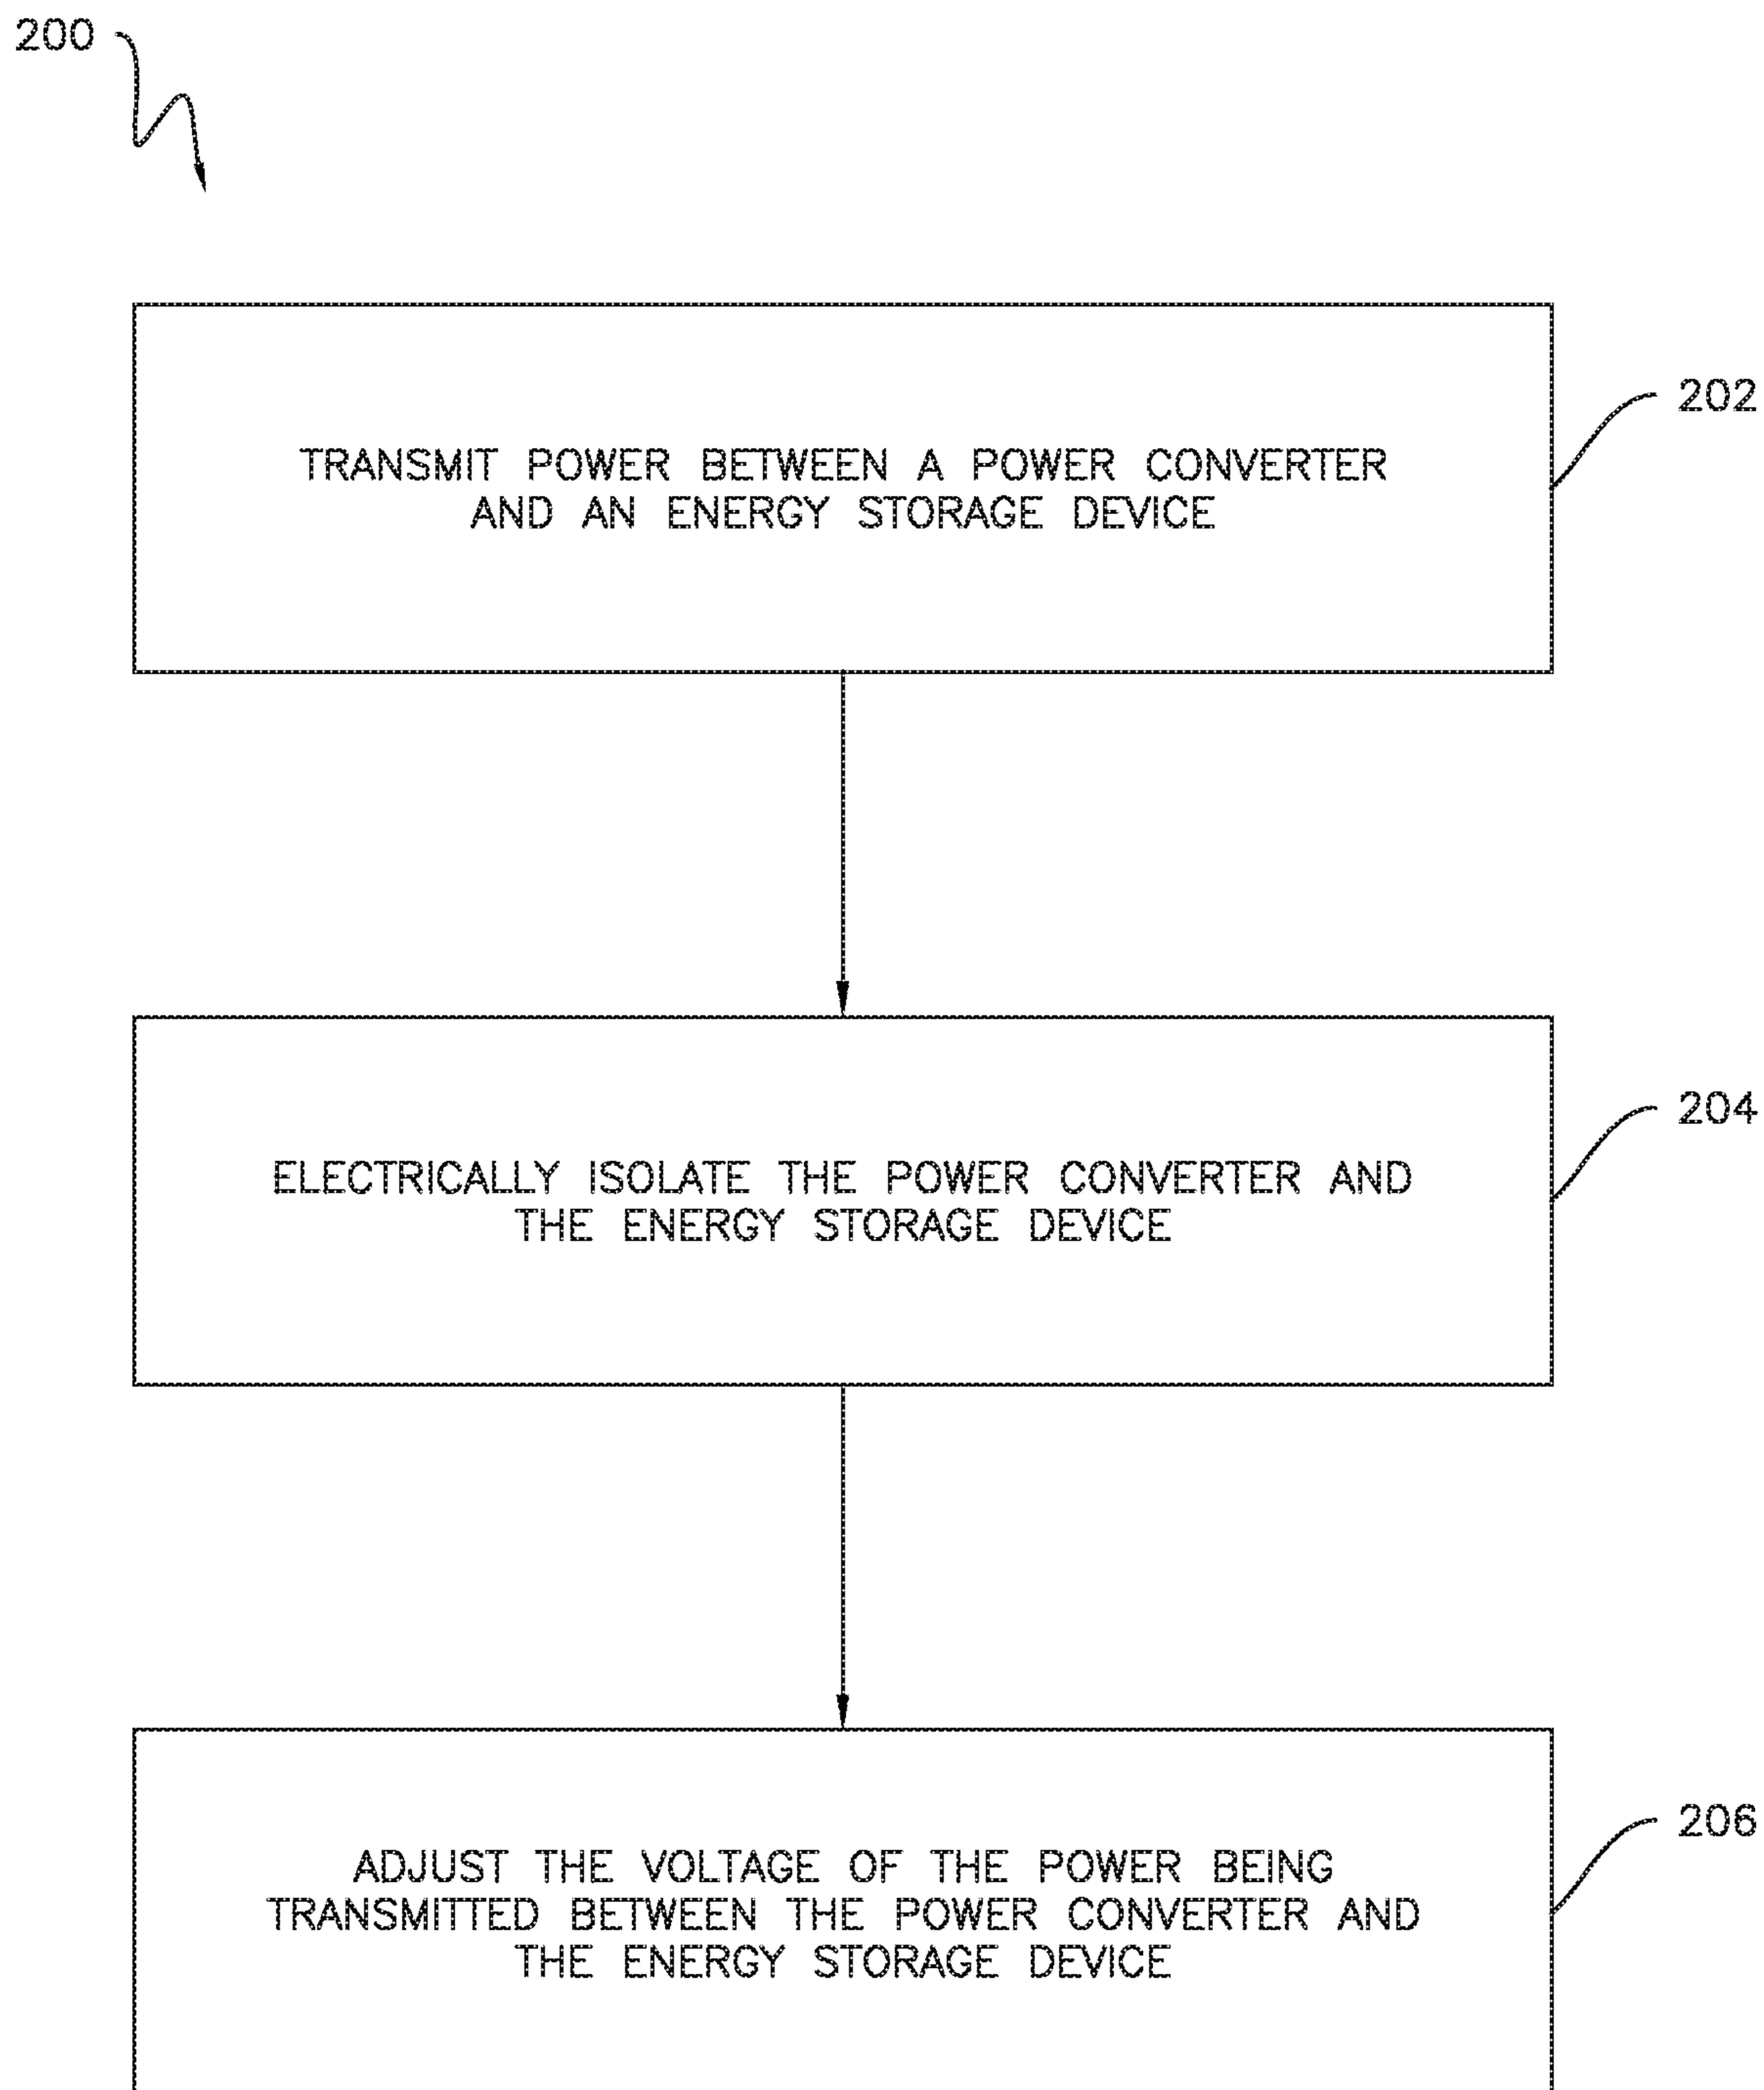 200
202
TRANSMIT POWER BETWEEN A POWER CONVERTER
AND AN ENERGY STORAGE DEVICE
204
ELECTRICALLY ISOLATE THE POWER CONVERTER AND
THE ENERGY STORAGE DEVICE
206
ADJUST THE VOLTAGE OF THE POWER BEING
TRANSMITTED BETWEEN THE POWER CONVERTER AND
THE ENERGY STORAGE DEVICE